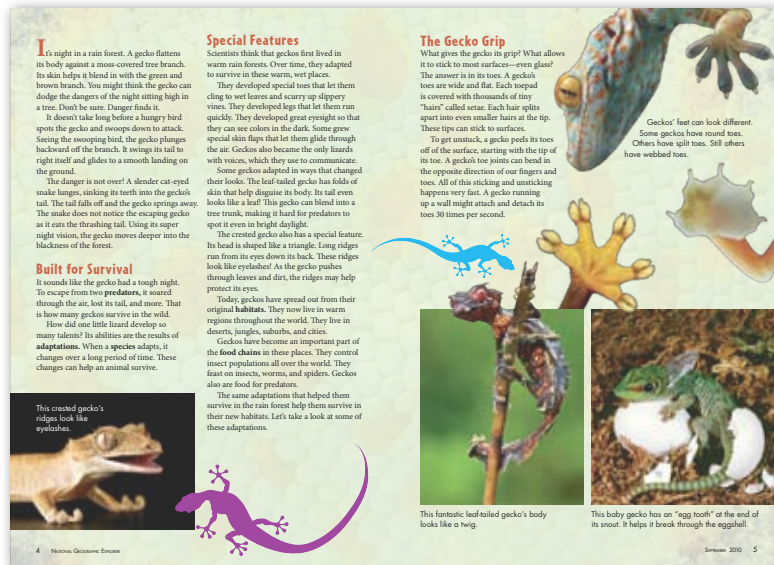 It's night in a rain forest. A gecko flattens
its body against a moss-covered tree branch.
Its skin helps it blend in with the green and
brown branch. You might think the gecko can
dodge the dangers of the night sitting high in
a tree. Don't be sure. Danger finds it.
It doesn't take long before a hungry bird
spots the gecko and swoops down to attack.
Seeing the swooping bird, the gecko plunges
backward off the branch. It swings its tail to
right itself and glides to a smooth landing on
the ground.
The danger is not over! A slender cat-eyed
snake lunges, sinking its teeth into the gecko's
tail. The tail falls off and the gecko springs away.
The snake does not notice the escaping gecko
as it eats the thrashing tail. Using its super
night vision, the gecko moves deeper into the
blackness of the forest.
Built for Survival
It sounds like the gecko had a tough night.
To escape from two predators, it soared
through the air, lost its tail, and more. That
is how many geckos survive in the wild.
How did one little lizard develop so
many talents? Its abilities are the results of
adaptations. When a species adapts, it
changes over a long period of time. These
changes can help an animal survive.
This crested gecko's
ridges look like
eyelashes.
Special Features
Scientists think that geckos first lived in
warm rain forests. Over time, they adapted
to survive in these warm, wet places.
They developed special toes that let them
cling to wet leaves and scurry up slippery
vines. They developed legs that let them run
quickly. They developed great eyesight so that
they can see colors in the dark. Some grew
special skin flaps that let them glide through
the air. Geckos also became the only lizards
with voices, which they use to communicate.
Some geckos adapted in ways that changed
their looks. The leaf-tailed gecko has folds of
skin that help disguise its body. Its tail even
looks like a leaf! This gecko can blend into a
tree trunk, making it hard for predators to
spot it even in bright daylight.
The crested gecko also has a special feature.
Its head is shaped like a triangle. Long ridges
run from its eyes down its back. These ridges
look like eyelashes! As the gecko pushes
through leaves and dirt, the ridges may help
protect its eyes.
Today, geckos have spread out from their
original habitats. They now live in warm
regions throughout the world. They live in
deserts, jungles, suburbs, and cities.
Geckos have become an important part of
the food chains in these places. They control
insect populations all over the world. They
feast on insects, worms, and spiders. Geckos
also are food for predators.
The same adaptations that helped them
survive in the rain forest help them survive in
their new habitats. Let's take a look at some of
these adaptations.
The Gecko Grip
What gives the gecko its grip? What allows
it to stick to most surfaces—even glass?
The answer is in its toes. A gecko's
toes are wide and flat. Each toepad
is covered with thousands of tiny
"hairs" called setae. Each hair splits
apart into even smaller hairs at the tip.
These tips can stick to surfaces.
To get unstuck, a gecko peels its toes
off of the surface, starting with the tip of
its toe. A gecko's toe joints can bend in
the opposite direction of our fingers and
toes. All of this sticking and unsticking
happens very fast. A gecko running
up a wall might attach and detach its
toes 30 times per second.
Geckos' feet can look different.
Some geckos have round toes.
Others have split toes. Still others
have webbed toes.
This fantastic leaf-tailed gecko's body
looks like a twig.
This baby gecko has an "egg tooth" at the end of
its snout. It helps it break through the eggshell.
4 National Geographic Explorer
September 2010 5